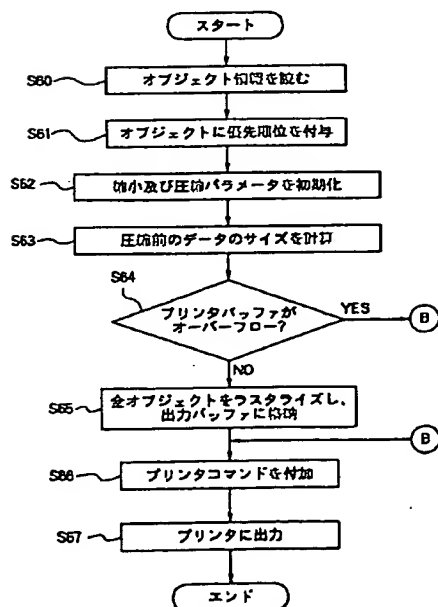 スタート
S60
オブジェクト情報を読む
S61
オブジェクトに優先順位を付与
S62
縮小及び圧縮パラメータを初期化
S63
圧縮前のデータのサイズを計算
S64
プリンタバッファが
オーバーフロー?
YES
B
NO
S65
全オブジェクトをラスタライズし、
出力バッファに格納
B
S66
プリンタコマンドを付加
S67
プリンタに出力
エンド